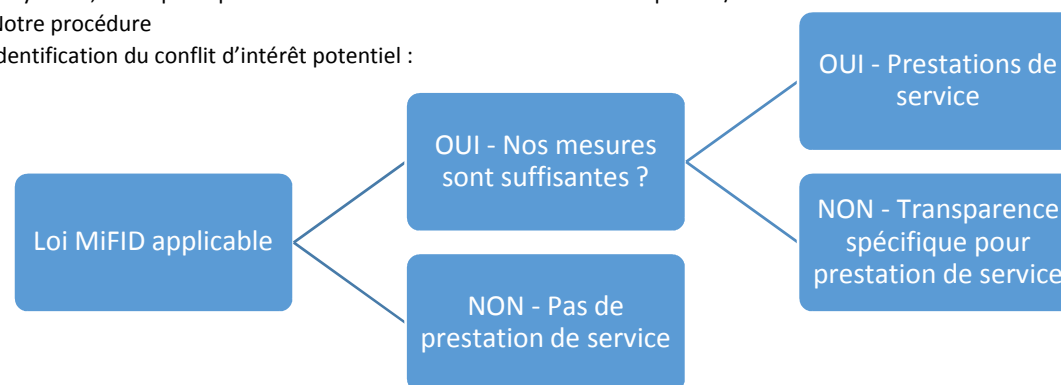 Notre procédure
dentification du conflit d'intérêt potentiel :
OUI - Prestations de
service
OUI - Nos mesures
sont suffisantes ?
Loi MiFID applicable
NON - Transparence
spécifique pour
prestation de service
NON - Pas de
prestation de service